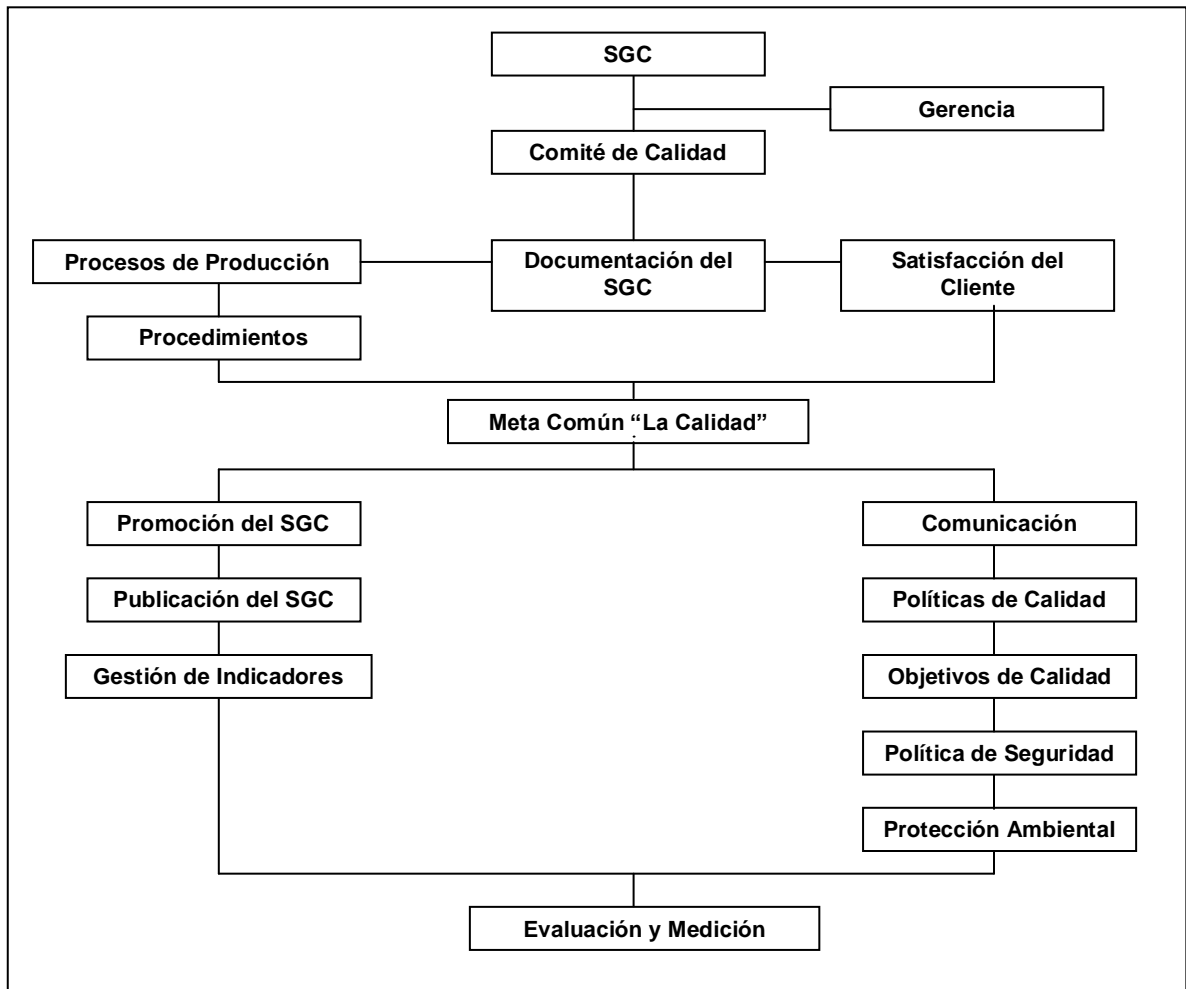 SGC
Gerencia
Comité de Calidad
Procesos de Producción
Documentación del
SGC
Satisfacción del
Cliente
Procedimientos
Meta Común “La Calidad”
Promoción del SGC
Comunicación
Publicación del SGC
Políticas de Calidad
Gestión de Indicadores
Objetivos de Calidad
Política de Seguridad
Protección Ambiental
Evaluación y Medición